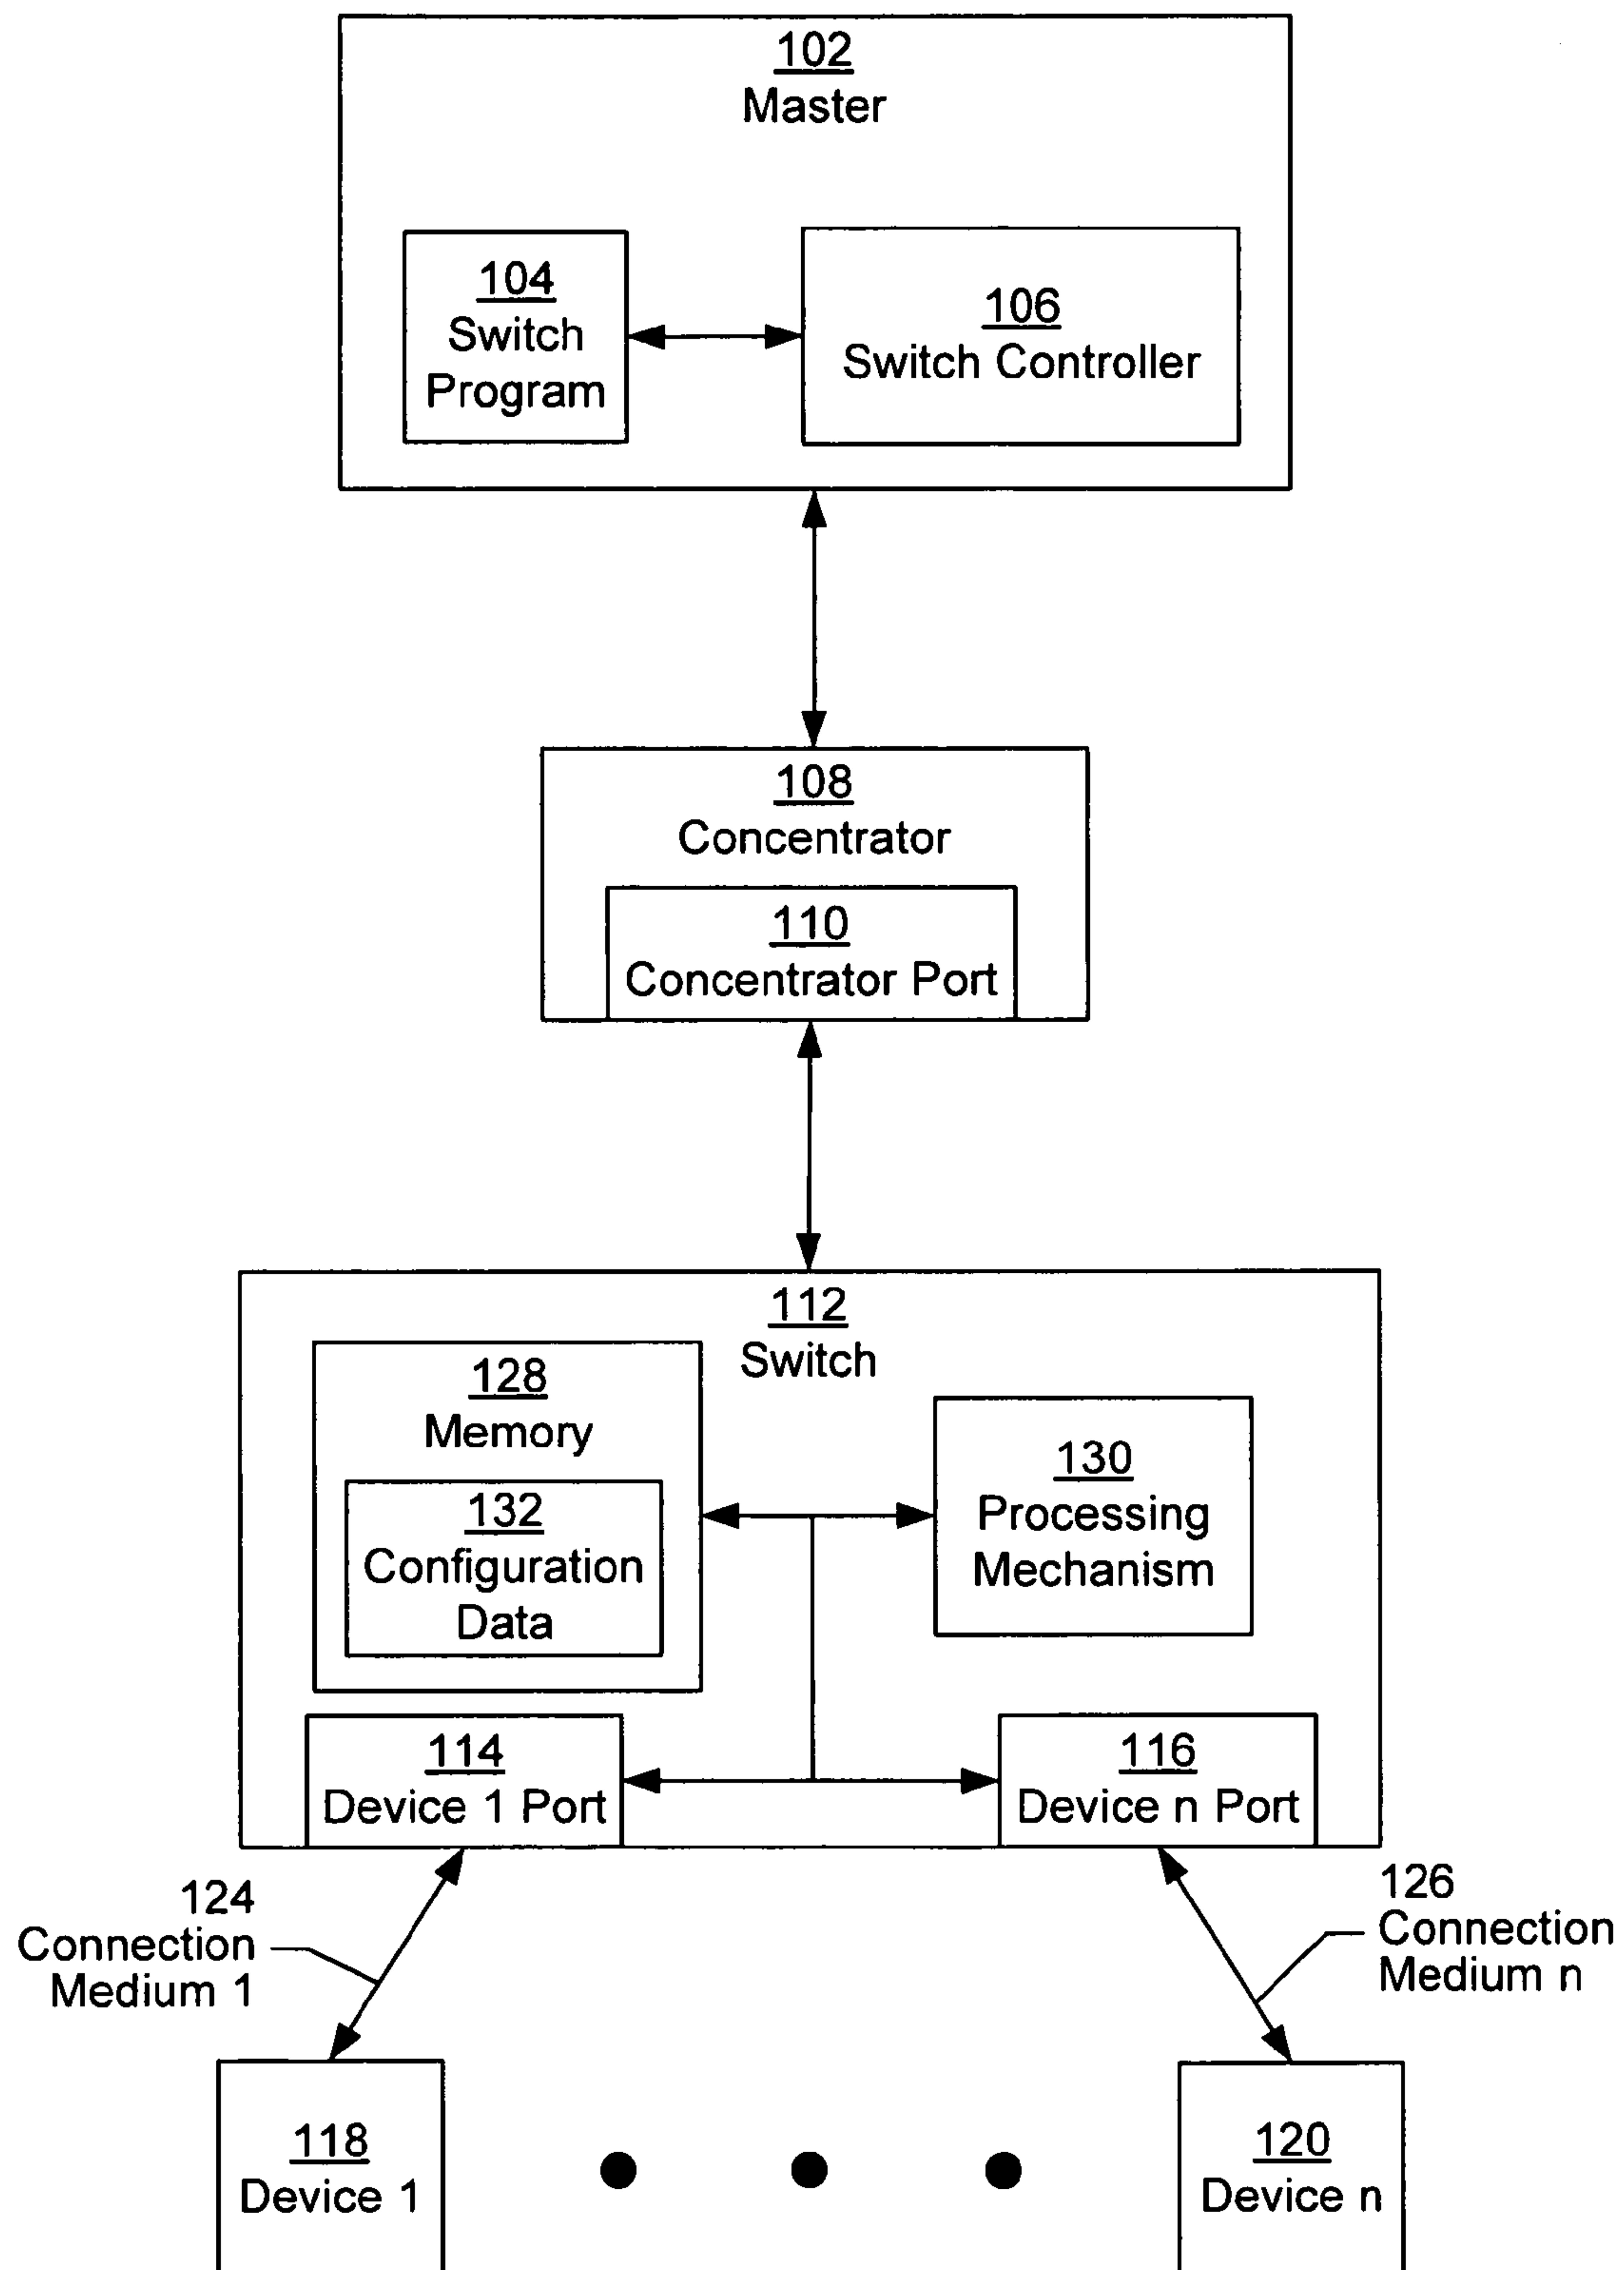 102
Master
104
Switch
Program
106
Switch Controller
108
Concentrator
110
Concentrator Port
112
Switch
128
Memory
132
Configuration
Data
130
Processing
Mechanism
114
Device 1 Port
116
Device n Port
124
Connection
Medium 1
126
Connection
Medium n
118
Device 1
120
Device n